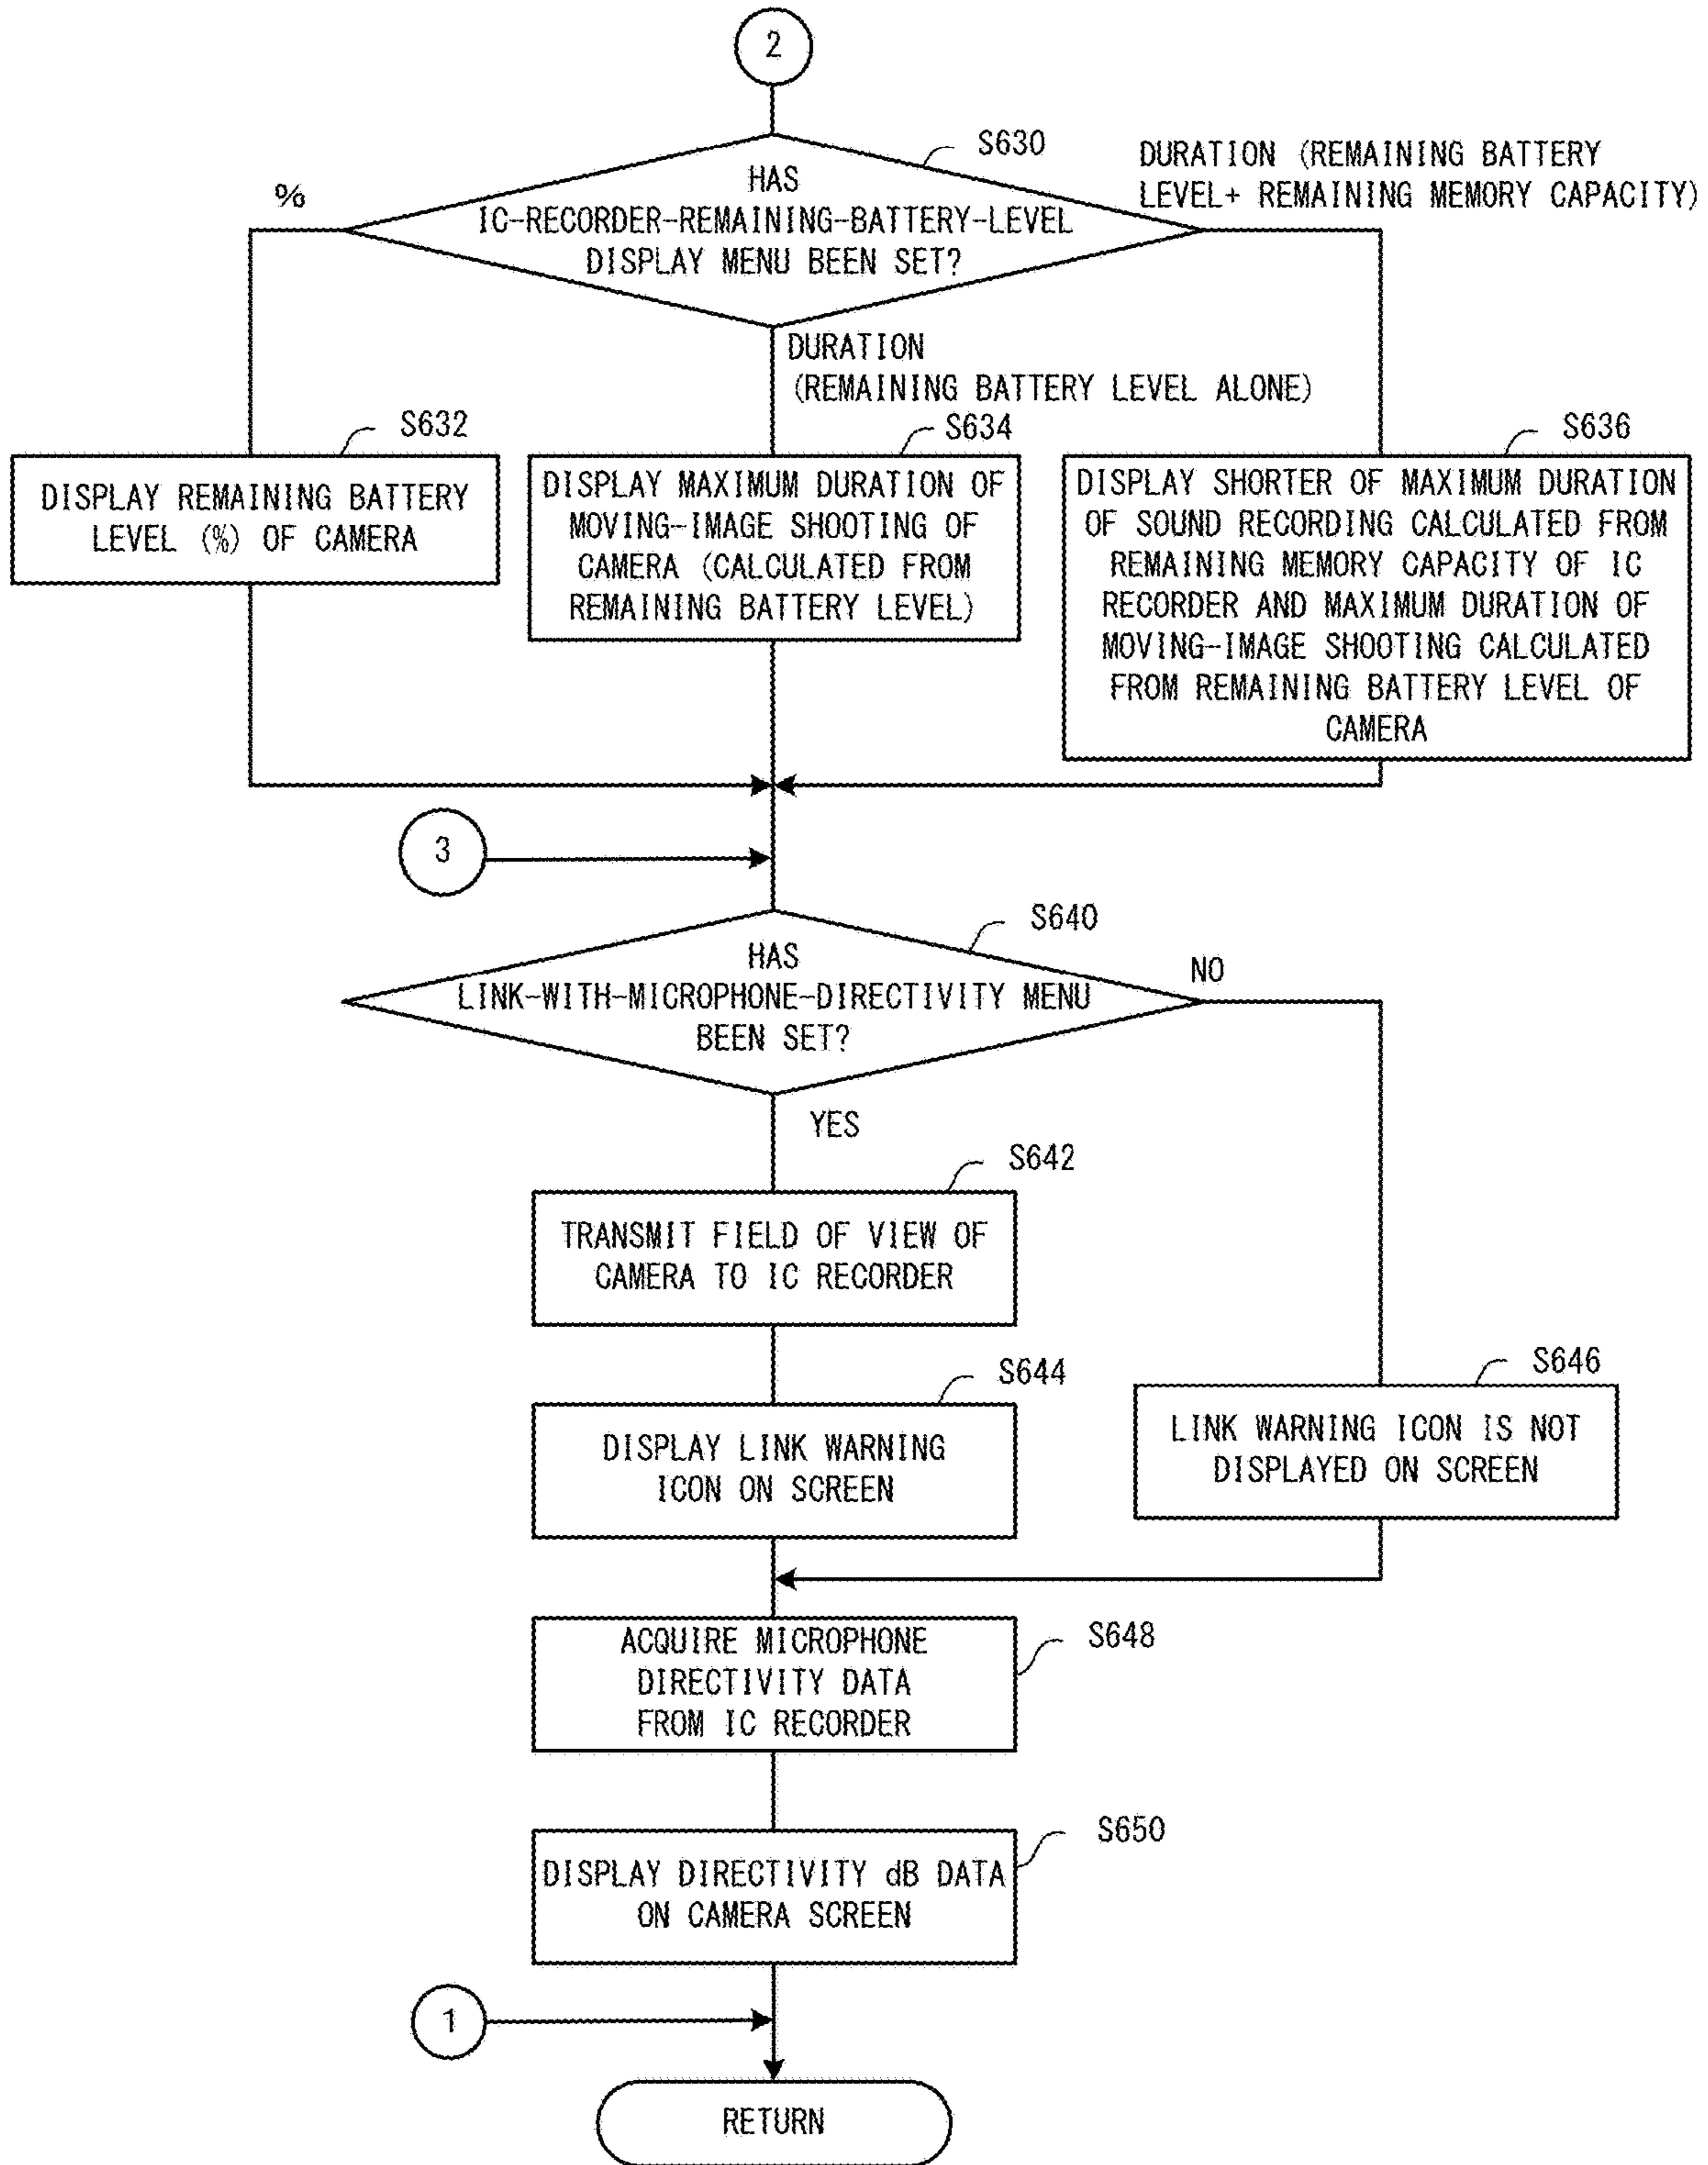 2
S630
HAS
IC-RECORDER-REMAINING-BATTERY-LEVEL
DISPLAY MENU BEEN SET?
%
DURATION (REMAINING BATTERY
LEVEL+ REMAINING MEMORY CAPACITY)
DURATION
(REMAINING BATTERY LEVEL ALONE)
S632
DISPLAY REMAINING BATTERY
LEVEL (%) OF CAMERA
S634
DISPLAY MAXIMUM DURATION OF
MOVING-IMAGE SHOOTING OF
CAMERA (CALCULATED FROM
REMAINING BATTERY LEVEL)
S636
DISPLAY SHORTER OF MAXIMUM DURATION
OF SOUND RECORDING CALCULATED FROM
REMAINING MEMORY CAPACITY OF IC
RECORDER AND MAXIMUM DURATION OF
MOVING-IMAGE SHOOTING CALCULATED
FROM REMAINING BATTERY LEVEL OF
CAMERA
3
S640
HAS
LINK-WITH-MICROPHONE-DIRECTIVITY MENU
BEEN SET?
NO
YES
S642
TRANSMIT FIELD OF VIEW OF
CAMERA TO IC RECORDER
S644
DISPLAY LINK WARNING
ICON ON SCREEN
S646
LINK WARNING ICON IS NOT
DISPLAYED ON SCREEN
S648
ACQUIRE MICROPHONE
DIRECTIVITY DATA
FROM IC RECORDER
S650
DISPLAY DIRECTIVITY dB DATA
ON CAMERA SCREEN
1
RETURN